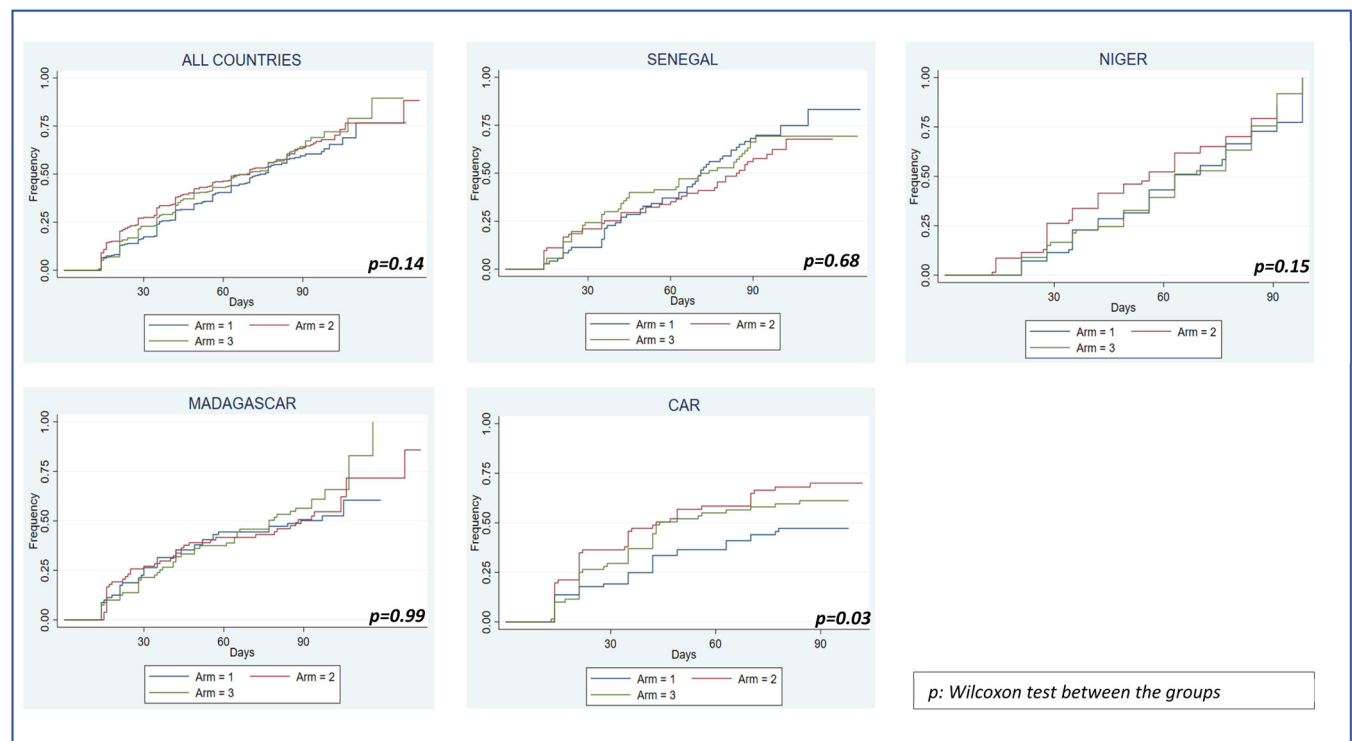 ALL COUNTRIES
1.00
0.75
0.50
0.25
0.00
Frequency
p=0.14
30 60 90
Days
Arm = 1 Arm = 2
Arm = 3
SENEGAL
1.00
0.75
0.50
0.25
0.00
Frequency
p=0.68
30 60 90
Days
Arm = 1 Arm = 2
Arm = 3
NIGER
1.00
0.75
0.50
0.25
0.00
Frequency
p=0.15
30 60 90
Days
Arm = 1 Arm = 2
Arm = 3
MADAGASCAR
1.00
0.75
0.50
0.25
0.00
Frequency
p=0.99
30 60 90
Days
Arm = 1 Arm = 2
Arm = 3
CAR
1.00
0.75
0.50
0.25
0.00
Frequency
p=0.03
30 60 90
Days
Arm = 1 Arm = 2
Arm = 3
p: Wilcoxon test between the groups